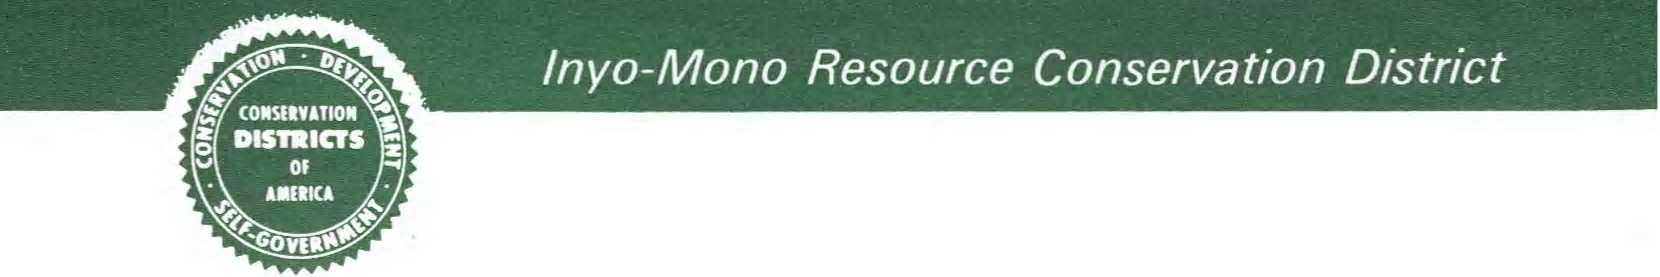 Inyo-Mono Resource Conservation District
CONSERVATION · DEVELOPMENT · SELF-GOVERNMENT ·
CONSERVATION
DISTRICTS
OF
AMERICA